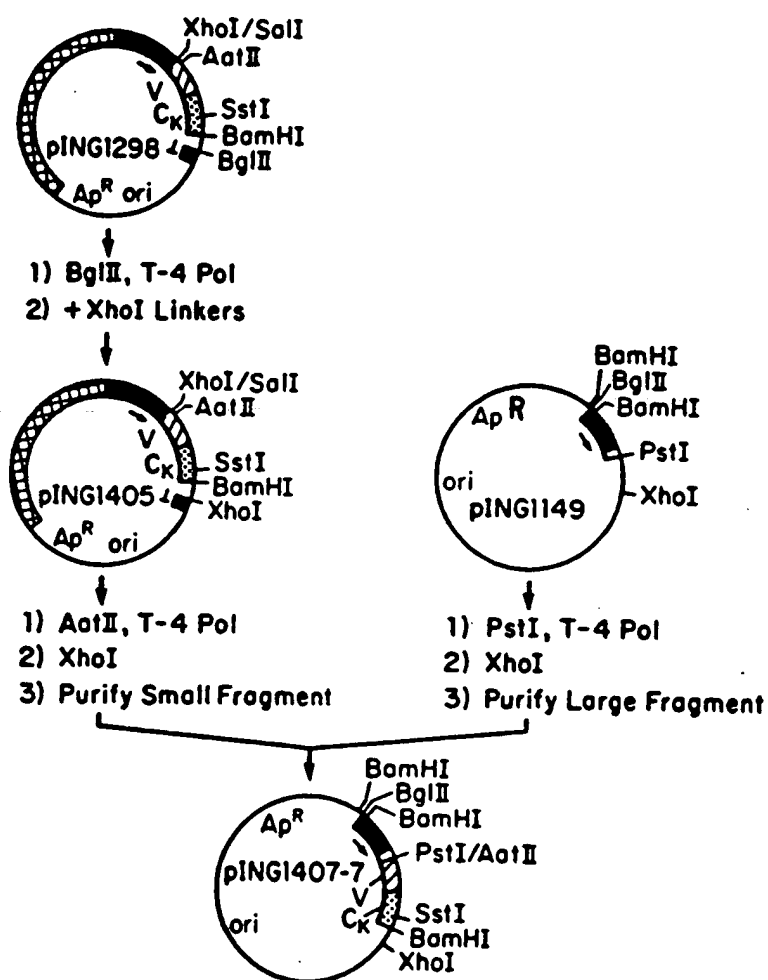 XhoI/SalI
AatII
V
Cκ
SstI
BamHI
pING1298
BglII
Apᴿ ori
1) BglII, T-4 Pol
2) +XhoI Linkers
XhoI/SalI
AatII
V
Cκ
SstI
BamHI
pING1405
XhoI
Apᴿ ori
BamHI
BglII
BamHI
Ap R
PstI
ori
XhoI
pING1149
1) AatII, T-4 Pol
2) XhoI
3) Purify Small Fragment
1) PstI, T-4 Pol
2) XhoI
3) Purify Large Fragment
BamHI
BglII
BamHI
Apᴿ
PstI/AatII
pING1407-7
V
Cκ
SstI
ori
BamHI
XhoI